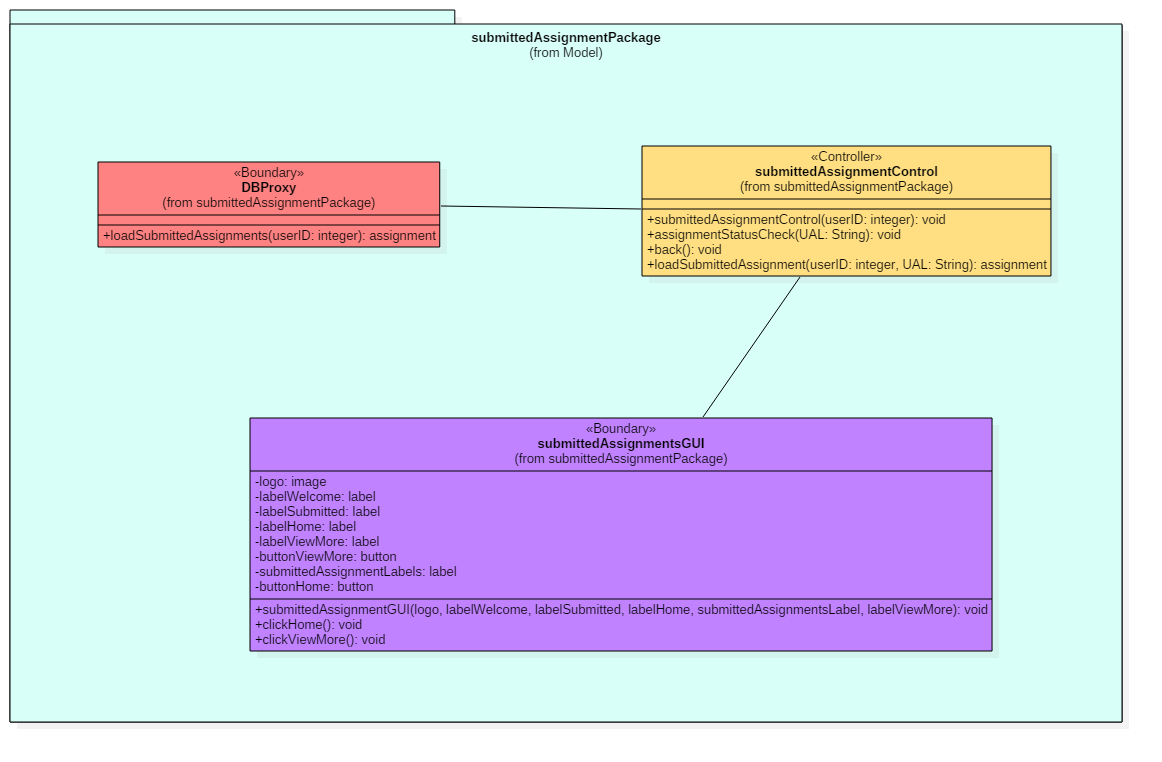 submittedAssignmentPackage
(from Model)
«Boundary»
DBProxy
(from submittedAssignmentPackage)
+loadSubmittedAssignments(userID: integer): assignment
«Controller»
submittedAssignmentControl
(from submittedAssignmentPackage)
+submittedAssignmentControl(userID: integer): void
+assignmentStatusCheck(UAL: String): void
+back(): void
+loadSubmittedAssignment(userID: integer, UAL: String): assignment
«Boundary»
submittedAssignmentsGUI
(from submittedAssignmentPackage)
-logo: image
-labelWelcome: label
-labelSubmitted: label
-labelHome: label
-labelViewMore: label
-buttonViewMore: button
-submittedAssignmentLabels: label
-buttonHome: button
+submittedAssignmentGUI(logo, labelWelcome, labelSubmitted, labelHome, submittedAssignmentsLabel, labelViewMore): void
+clickHome(): void
+clickViewMore(): void